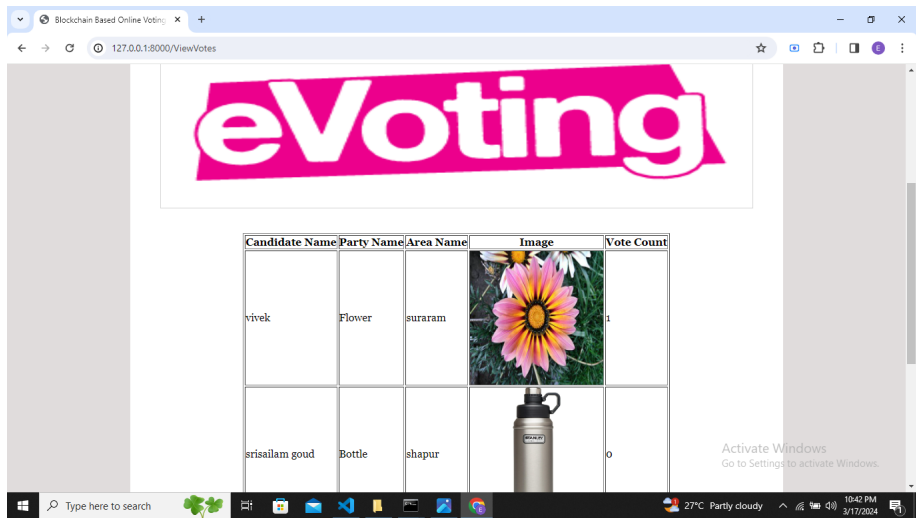 Blockchain Based Online Voting
127.0.0.1:8000/ViewVotes
E
eVoting
Candidate Name Party Name Area Name Image Vote Count
vivek Flower suraram 1
STANLEY
srisailam goud Bottle shapur 0
Activate Windows
Go to Settings to activate Windows.
Type here to search
27°C Partly cloudy
10:42 PM
3/17/2024
1